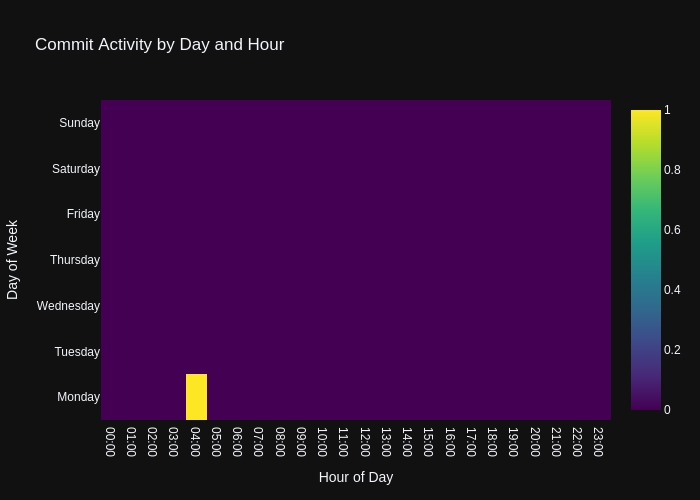 Commit Activity by Day and Hour
Day of Week
Sunday
Saturday
Friday
Thursday
Wednesday
Tuesday
Monday
00:00 01:00 02:00 03:00 04:00 05:00 06:00 07:00 08:00 09:00 10:00 11:00 12:00 13:00 14:00 15:00 16:00 17:00 18:00 19:00 20:00 21:00 22:00 23:00
Hour of Day
1
0.8
0.6
0.4
0.2
0